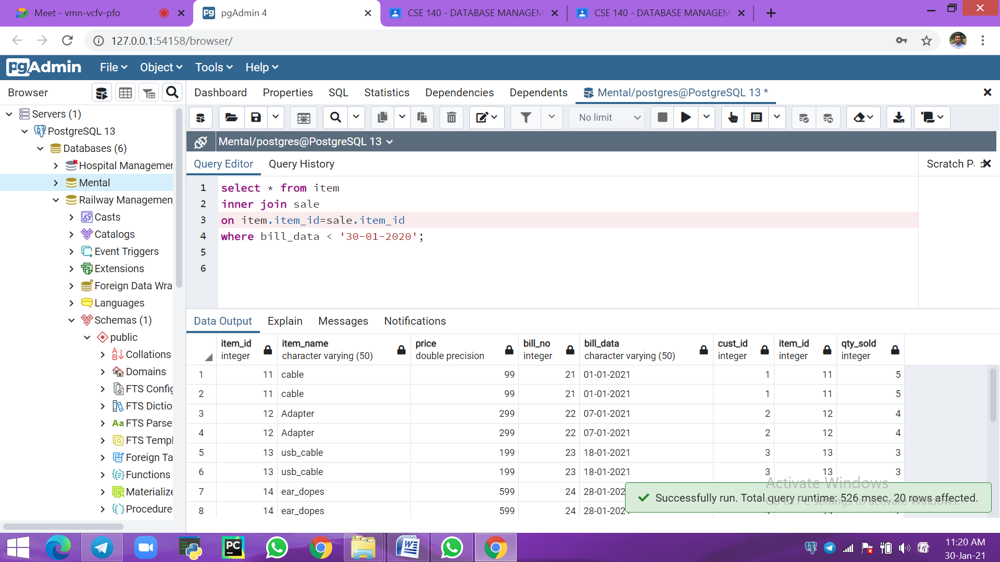 Meet - vmn-vcfv-pfo
pgAdmin 4
CSE 140 - DATABASE MANAGEM
CSE 140 - DATABASE MANAGEM
127.0.0.1:54158/browser/
pgAdmin
File
Object
Tools
Help
Browser
Dashboard
Properties
SQL
Statistics
Dependencies
Dependents
Mental/postgres@PostgreSQL 13 *
No limit
Servers (1)
PostgreSQL 13
Databases (6)
Hospital Managemer
Mental
Railway Managemen
Casts
Catalogs
Event Triggers
Extensions
Foreign Data Wra
Languages
Schemas (1)
public
Collations
Domains
FTS Config
FTS Dictio
Aa FTS Parse
FTS Templ
Foreign Ta
Functions
Materialize
Procedure
Mental/postgres@PostgreSQL 13
Query Editor
Query History
Scratch Pad
1 select * from item
2 inner join sale
3 on item.item_id=sale.item_id
4 where bill_data < '30-01-2020';
5
6
Data Output
Explain
Messages
Notifications
item_id integer | item_name character varying (50) | price double precision | bill_no integer | bill_data character varying (50) | cust_id integer | item_id integer | qty_sold integer
1 11 cable 99 21 01-01-2021 1 11 5
2 11 cable 99 21 01-01-2021 1 11 5
3 12 Adapter 299 22 07-01-2021 2 12 4
4 12 Adapter 299 22 07-01-2021 2 12 4
5 13 usb_cable 199 23 18-01-2021 3 13 3
6 13 usb_cable 199 23 18-01-2021 3 13 3
7 14 ear_dopes 599 24 28-01-202
8 14 ear_dopes 599 24 28-01-202
Activate Windows
Go to PC settings to activate Windows.
Successfully run. Total query runtime: 526 msec. 20 rows affected.
PC
11:20 AM
30-Jan-21